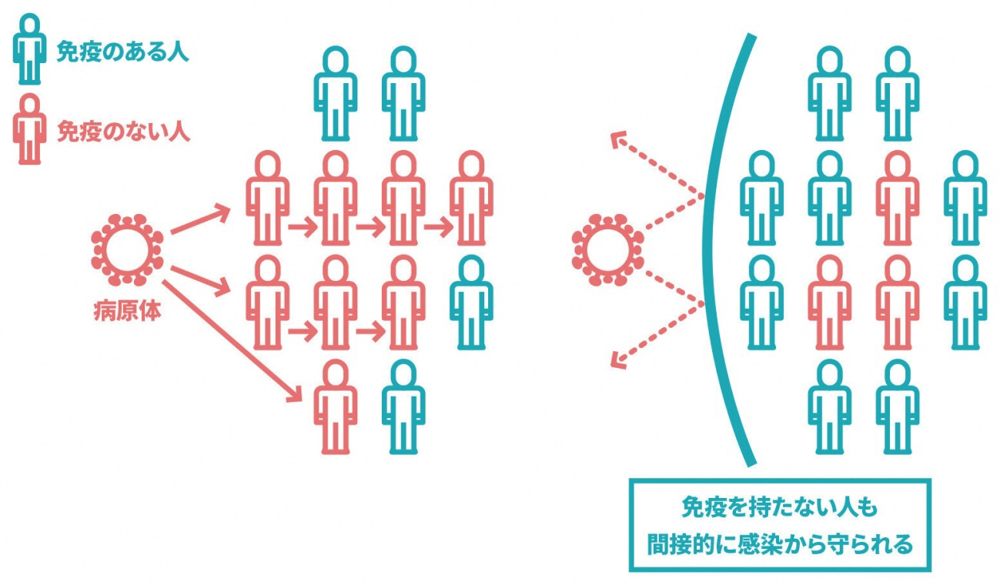 免疫のある人
免疫のない人
病原体
免疫を持たない人も
間接的に感染から守られる